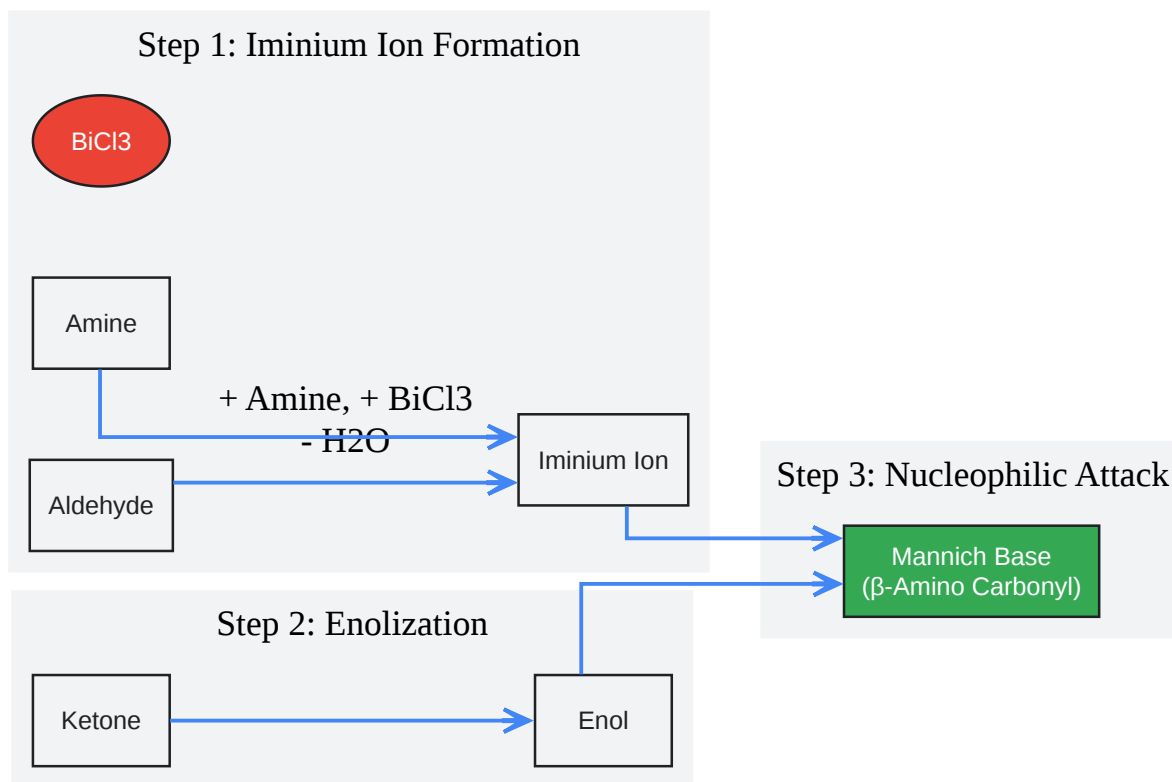 Step 1: Iminium Ion Formation
BiCl3
Amine
+ Amine, + BiCl3
- H2O
Iminium Ion
Aldehyde
Step 3: Nucleophilic Attack
Mannich Base
(β-Amino Carbonyl)
Step 2: Enolization
Ketone
Enol